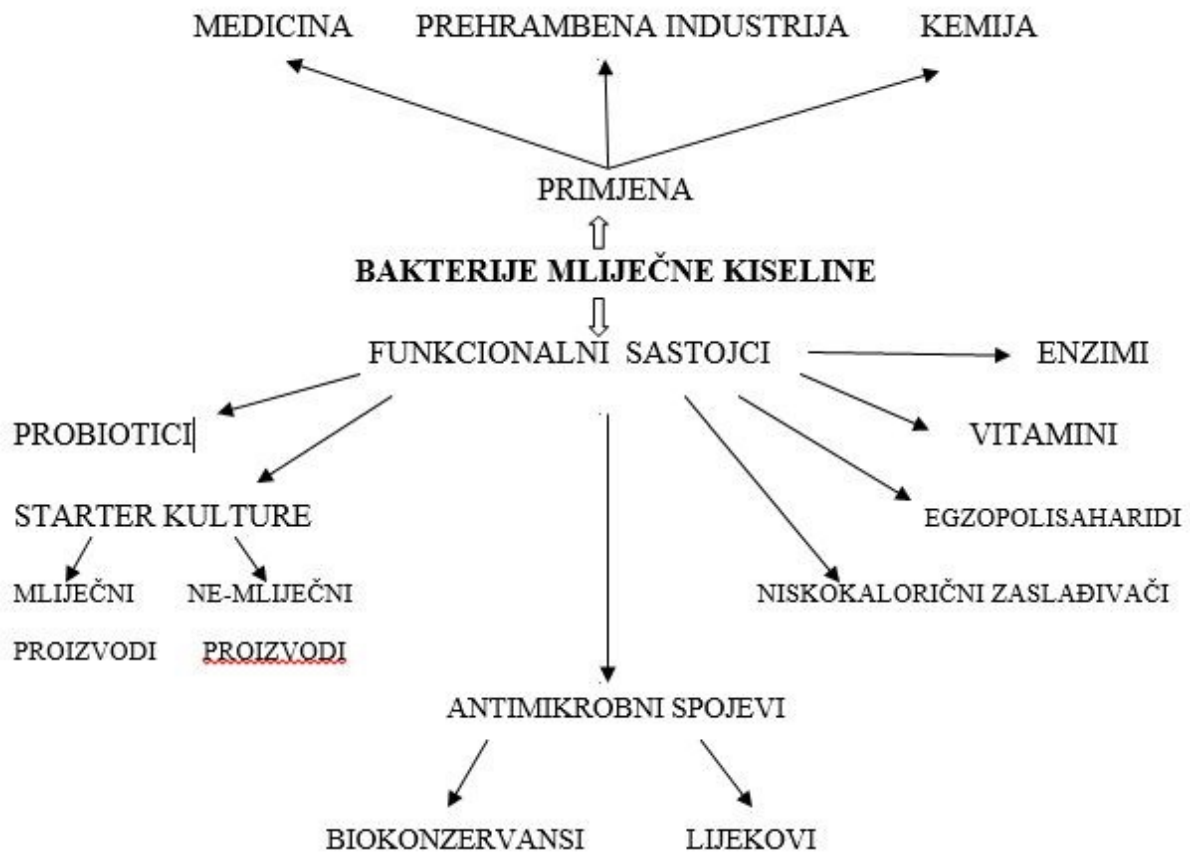 MEDICINA PREHRAMBENA INDUSTRIJA KEMIJA
PRIMJENA
BAKTERIJE MLIJEČNE KISELINE
FUNKCIONALNI SASTOJCI ENZIMI
PROBIOTICI VITAMINI
STARTER KULTURE EGZOPOLISAHARIDI
MLIJEČNI NE-MLIJEČNI NISKOKALORIČNI ZASLAĐIVAČI
PROIZVODI PROIZVODI
ANTIMIKROBNI SPOJEVI
BIOKONZERVANSI LIJEKOVI